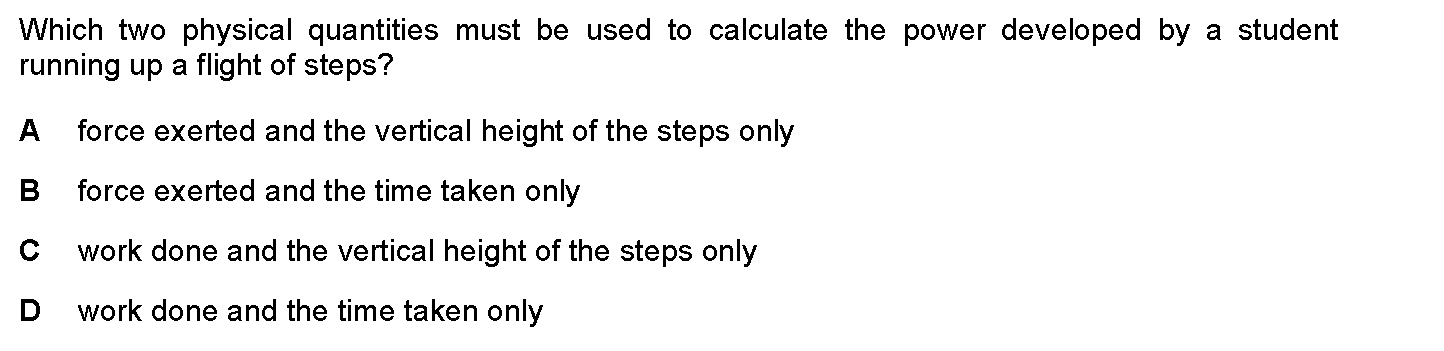 Which two physical quantities must be used to calculate the power developed by a student
running up a flight of steps?
A force exerted and the vertical height of the steps only
B force exerted and the time taken only
C work done and the vertical height of the steps only
D work done and the time taken only